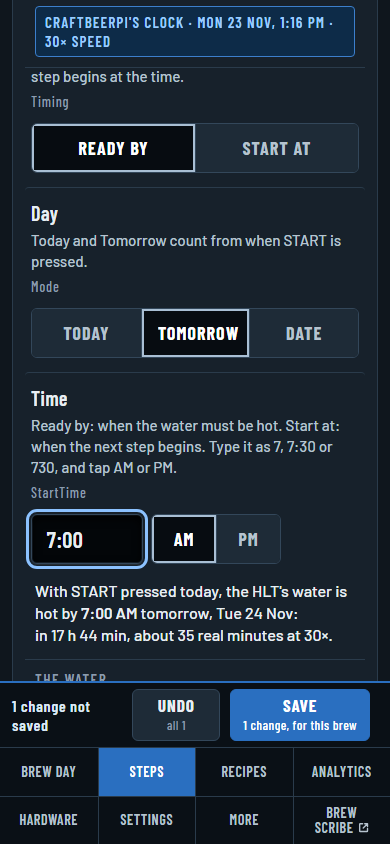 CRAFTBEERPI'S CLOCK · MON 23 NOV, 1:16 PM ·
30× SPEED
step begins at the time.
Timing
READY BY
START AT
Day
Today and Tomorrow count from when START is
pressed.
Mode
TODAY
TOMORROW
DATE
Time
Ready by: when the water must be hot. Start at:
when the next step begins. Type it as 7, 7:30 or
730, and tap AM or PM.
StartTime
7:00
AM
PM
With START pressed today, the HLT's water is
hot by 7:00 AM tomorrow, Tue 24 Nov:
in 17 h 44 min, about 35 real minutes at 30×.
THE WATER
1 change not
saved
UNDO
all 1
SAVE
1 change, for this brew
BREW DAY
STEPS
RECIPES
ANALYTICS
HARDWARE
SETTINGS
MORE
BREW
SCRIBE